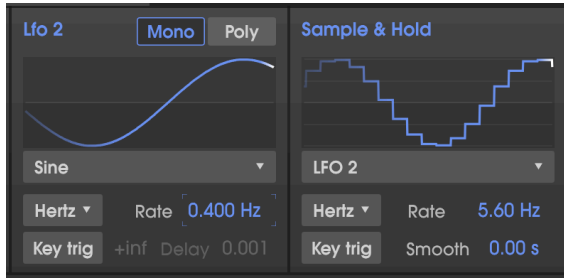 Lfo 2 Mono Poly
Sine
Hertz Rate 0.400 Hz
Key trig +inf Delay 0.001
Sample & Hold
LFO 2
Hertz Rate 5.60 Hz
Key trig Smooth 0.00 s